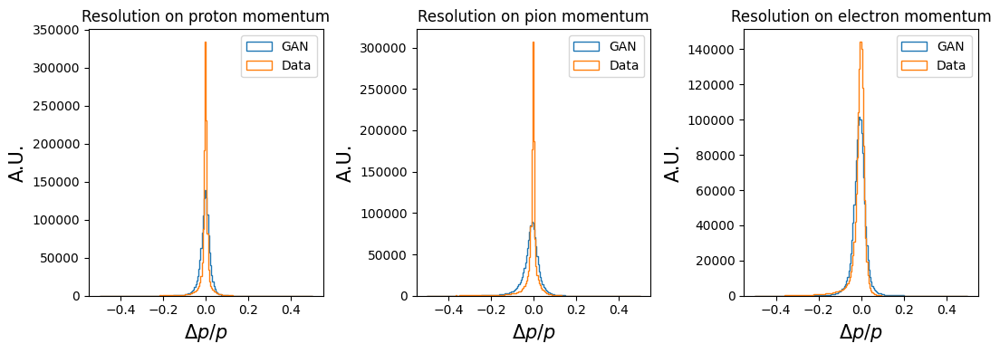 Resolution on proton momentum
350000
300000
250000
200000
150000
100000
50000
0
A.U.
GAN
Data
−0.4 −0.2 0.0 0.2 0.4
Δp/p
Resolution on pion momentum
300000
250000
200000
150000
100000
50000
0
A.U.
GAN
Data
−0.4 −0.2 0.0 0.2 0.4
Δp/p
Resolution on electron momentum
140000
120000
100000
80000
60000
40000
20000
0
A.U.
GAN
Data
−0.4 −0.2 0.0 0.2 0.4
Δp/p